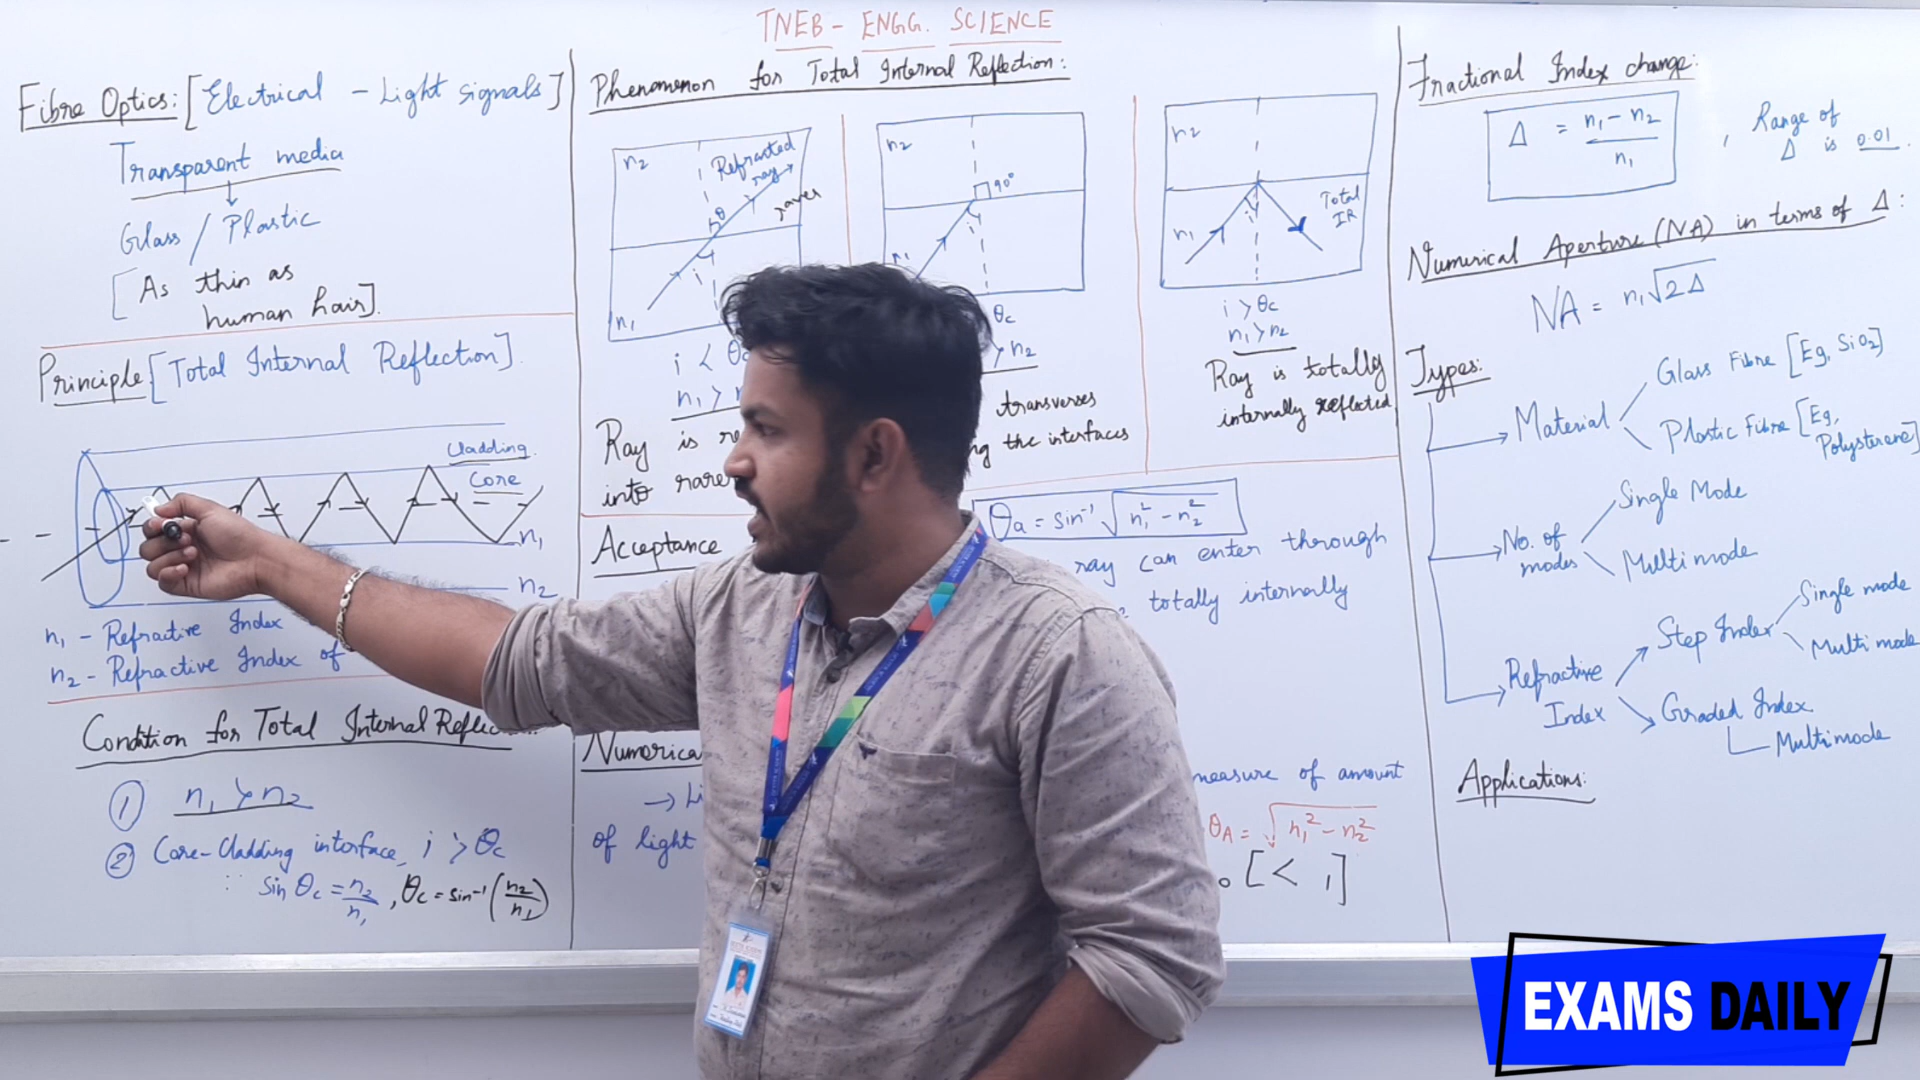 TNEB - ENGG. SCIENCE
Fibre Optics: [Electrical - Light signals]
Transparent media
Glass / Plastic
[As thin as
human hair].
Principle [Total Internal Reflection].
Cladding
Core
n₁
n₂
n₁ - Refractive Index
n₂ - Refractive Index of
Condition for Total Internal Reflec
① n₁ > n₂
② Core-Cladding interface, i > θc
∵ sin θc = n₂/n₁, θc = sin⁻¹(n₂/n₁)
Phenomenon for Total Internal Reflection:
n₂
Refracted
ray
rarer
θ
i
n₁
i < θc
n₁ >
Ray is re
into rarer
n₂
90°
i
n₁
θc
> n₂
transverses
ng the interfaces
n₂
n₁
i
Total
IR
i > θc
n₁ > n₂
Ray is totally
internally reflected
Acceptance
θa = sin⁻¹ √n₁² - n₂²
ray can enter through
totally internally
Numerica
→ Li
measure of amount
of light
θA = √n₁² - n₂²
[< 1]
Fractional Index change:
Δ = n₁ - n₂ / n₁ , Range of
Δ is 0.01.
Numerical Aperture (NA) in terms of Δ:
NA = n₁√2Δ
Types:
Material
Glass Fibre [Eg, SiO₂]
Plastic Fibre [Eg,
Polysterene]
No. of
modes
Single Mode
Multimode
Refractive
Index
Step Index
Single mode
Multi mode
Graded Index
Multimode
Applications:
EXAMS DAILY